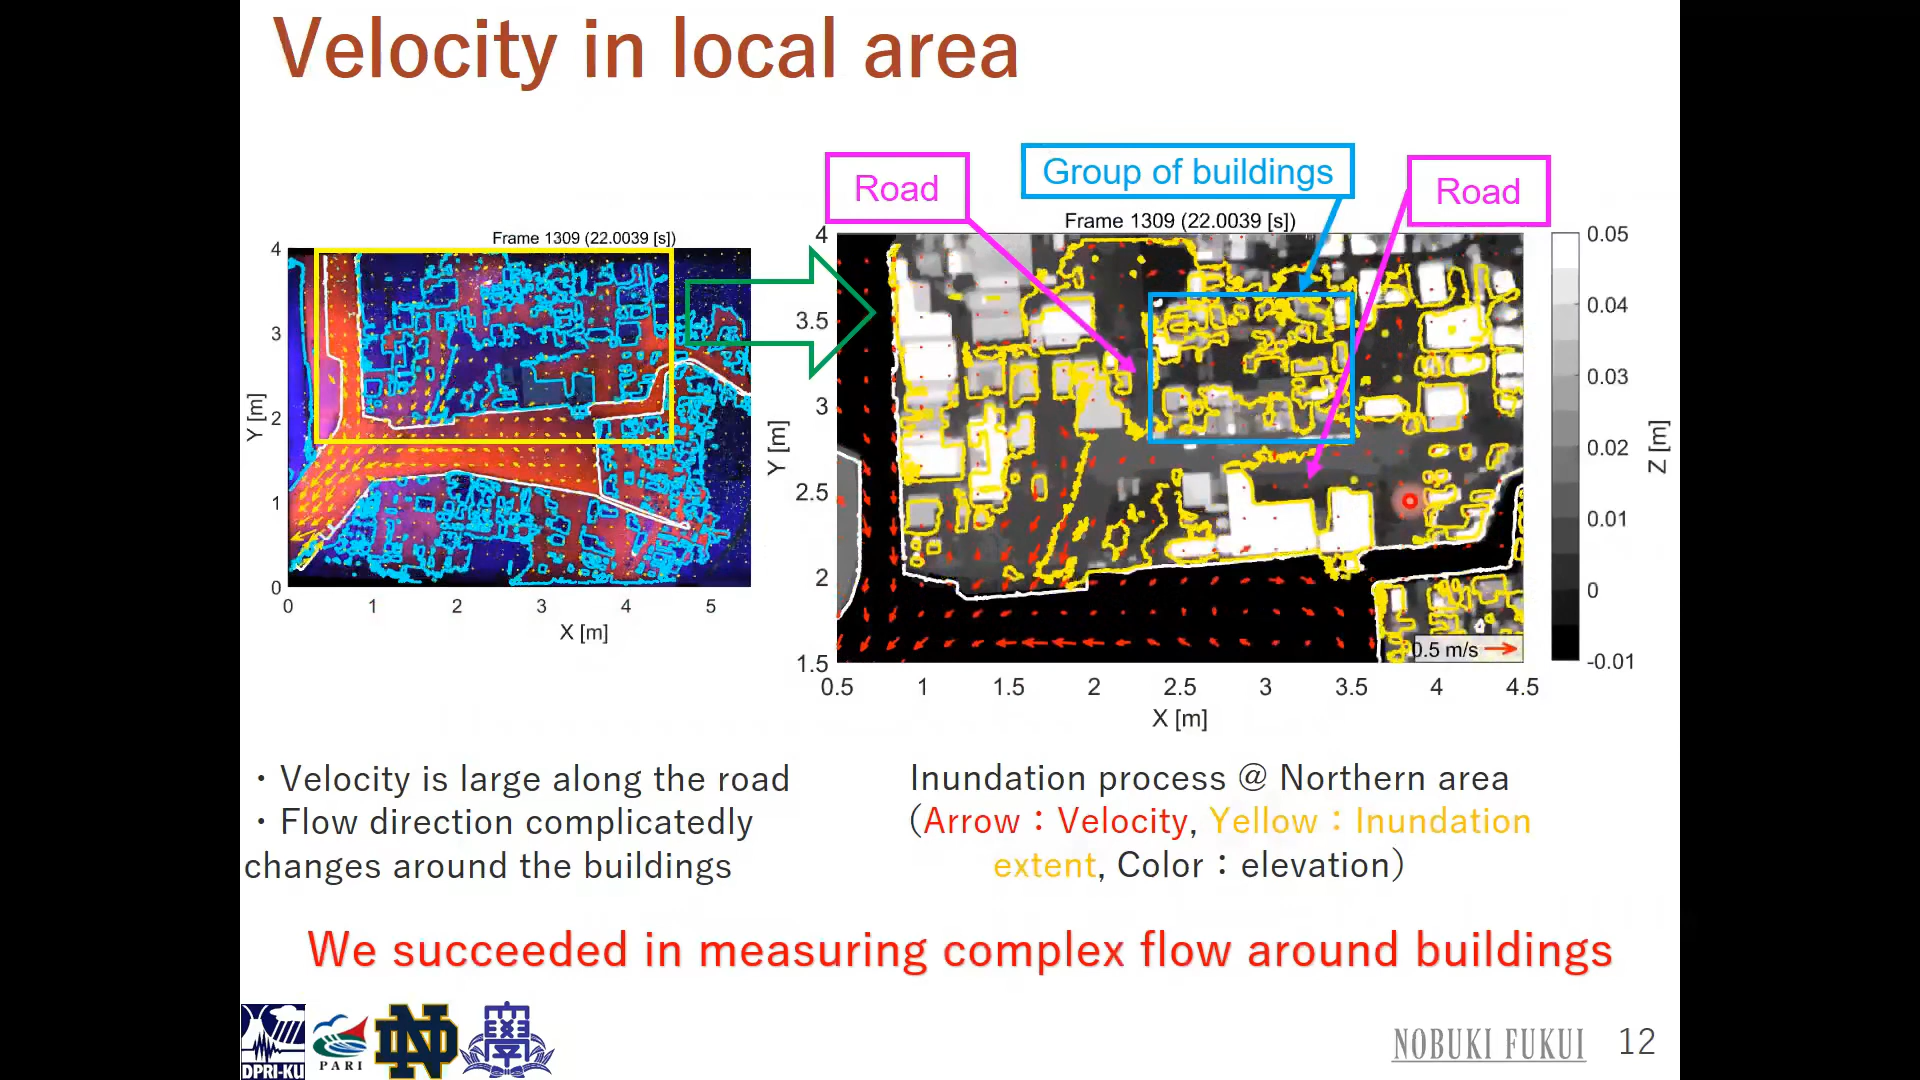 Velocity in local area
Road
Group of buildings
Road
Frame 1309 (22.0039 [s])
4
3
2
1
0
Y [m]
0 1 2 3 4 5
X [m]
Frame 1309 (22.0039 [s])
4
3.5
3
2.5
2
1.5
Y [m]
0.5 1 1.5 2 2.5 3 3.5 4 4.5
X [m]
0.5 m/s
0.05
0.04
0.03
0.02
0.01
0
-0.01
Z [m]
・Velocity is large along the road
・Flow direction complicatedly
changes around the buildings
Inundation process @ Northern area
(Arrow：Velocity, Yellow：Inundation
extent, Color：elevation)
We succeeded in measuring complex flow around buildings
DPRI-KU
PARI
ND
NOBUKI FUKUI 12